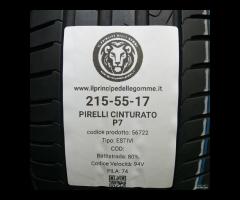 www.ilprincipedellegomme.it
215-55-17
PIRELLI CINTURATO
P7
codice prodotto: 56722
Tipo: ESTIVI
COD:
Battistrada: 80%
Codice Velocità: 94V
FILA: 74